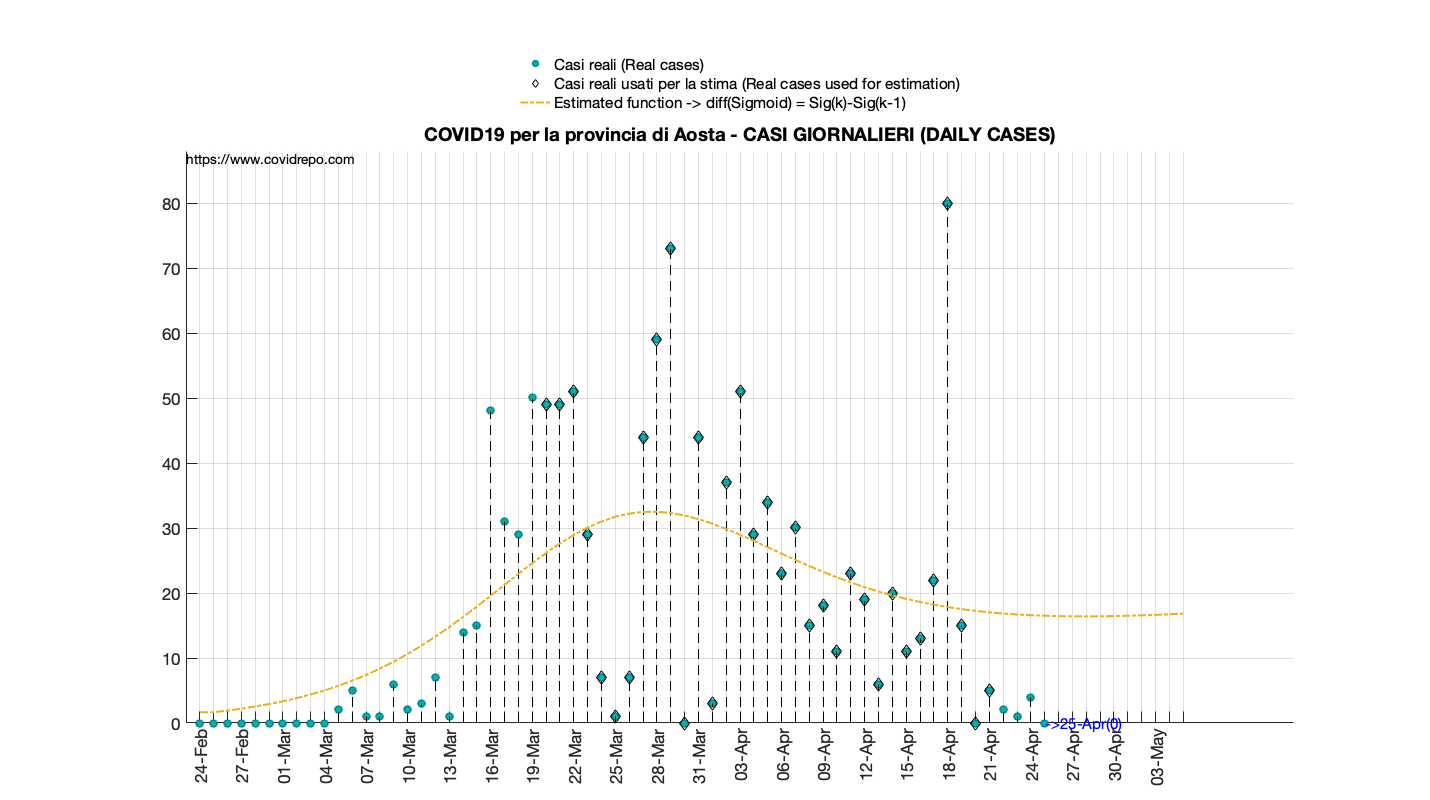 Casi reali (Real cases)
Casi reali usati per la stima (Real cases used for estimation)
Estimated function -> diff(Sigmoid) = Sig(k)-Sig(k-1)
COVID19 per la provincia di Aosta - CASI GIORNALIERI (DAILY CASES)
https://www.covidrepo.com
80
70
60
50
40
30
20
10
0
->25-Apr(0)
24-Feb
27-Feb
01-Mar
04-Mar
07-Mar
10-Mar
13-Mar
16-Mar
19-Mar
22-Mar
25-Mar
28-Mar
31-Mar
03-Apr
06-Apr
09-Apr
12-Apr
15-Apr
18-Apr
21-Apr
24-Apr
27-Apr
30-Apr
03-May